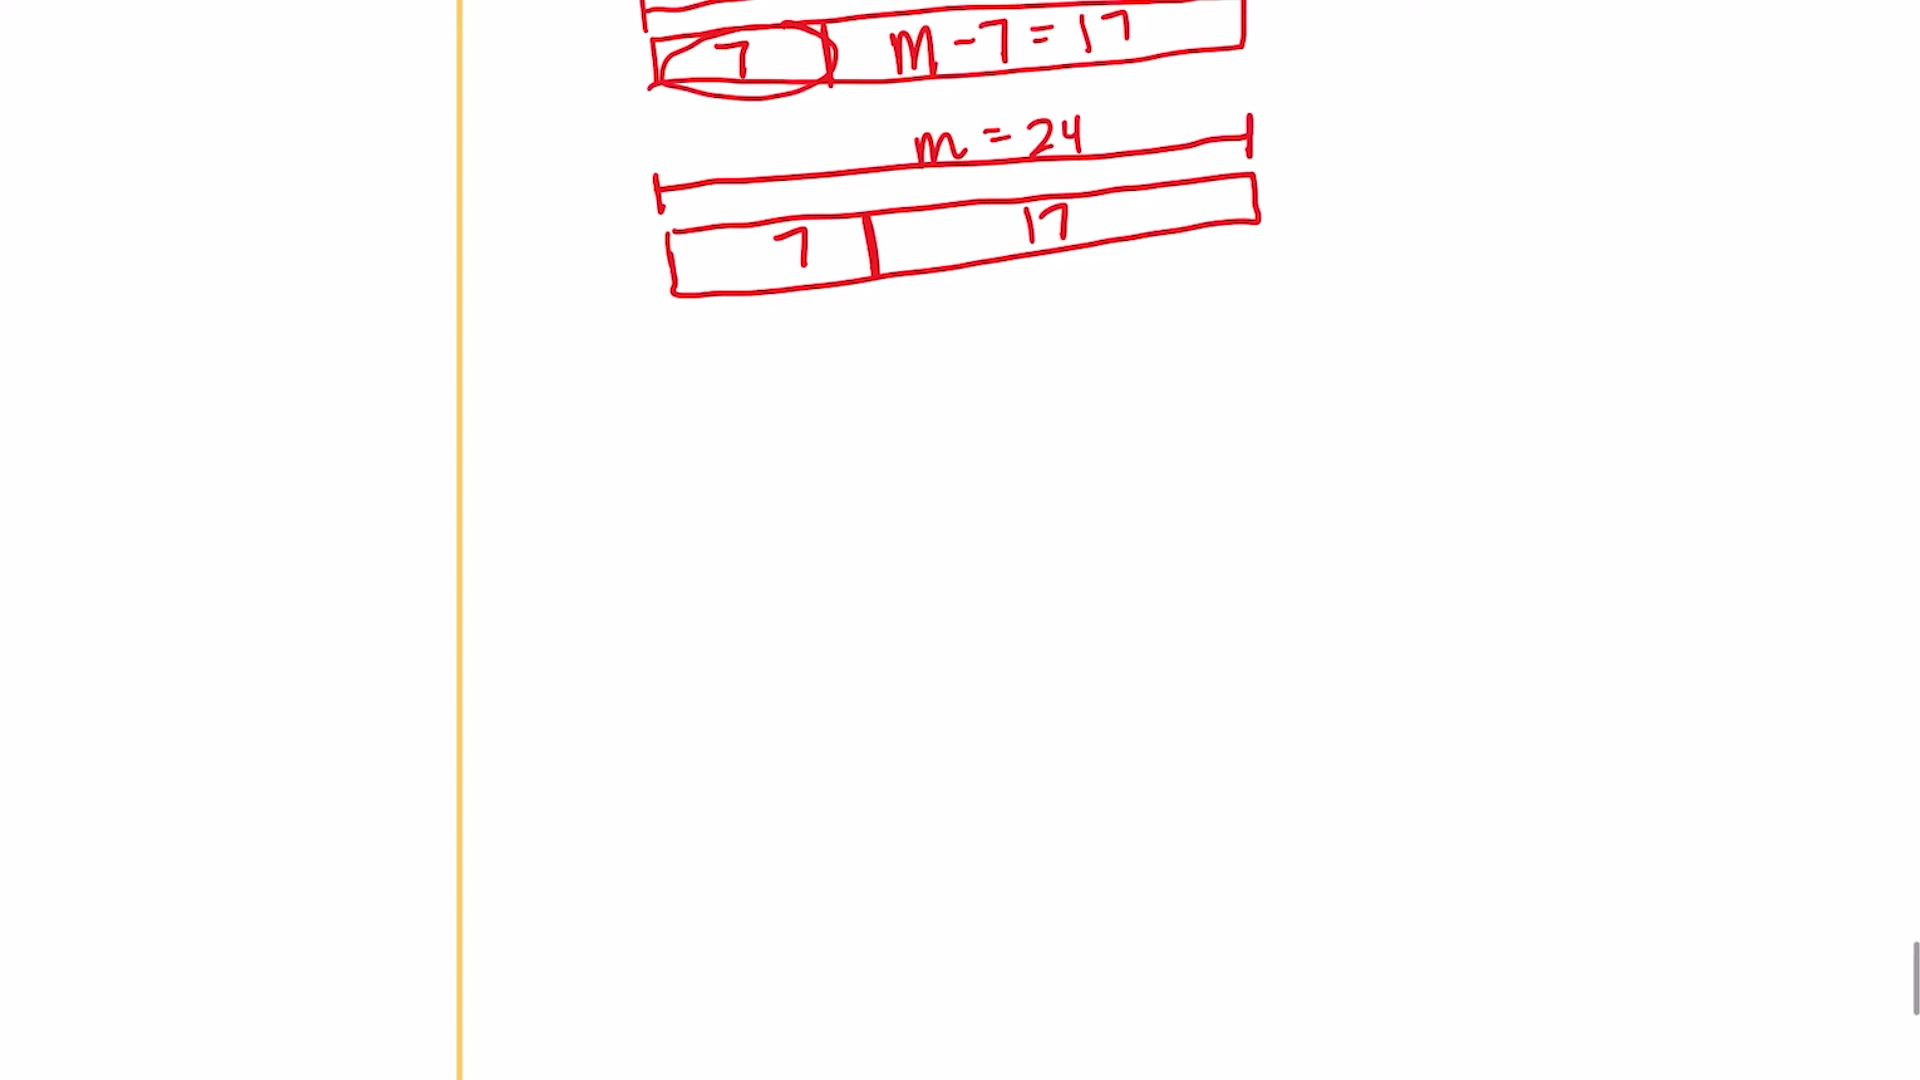 7 m - 7 = 17
m = 24
7 17